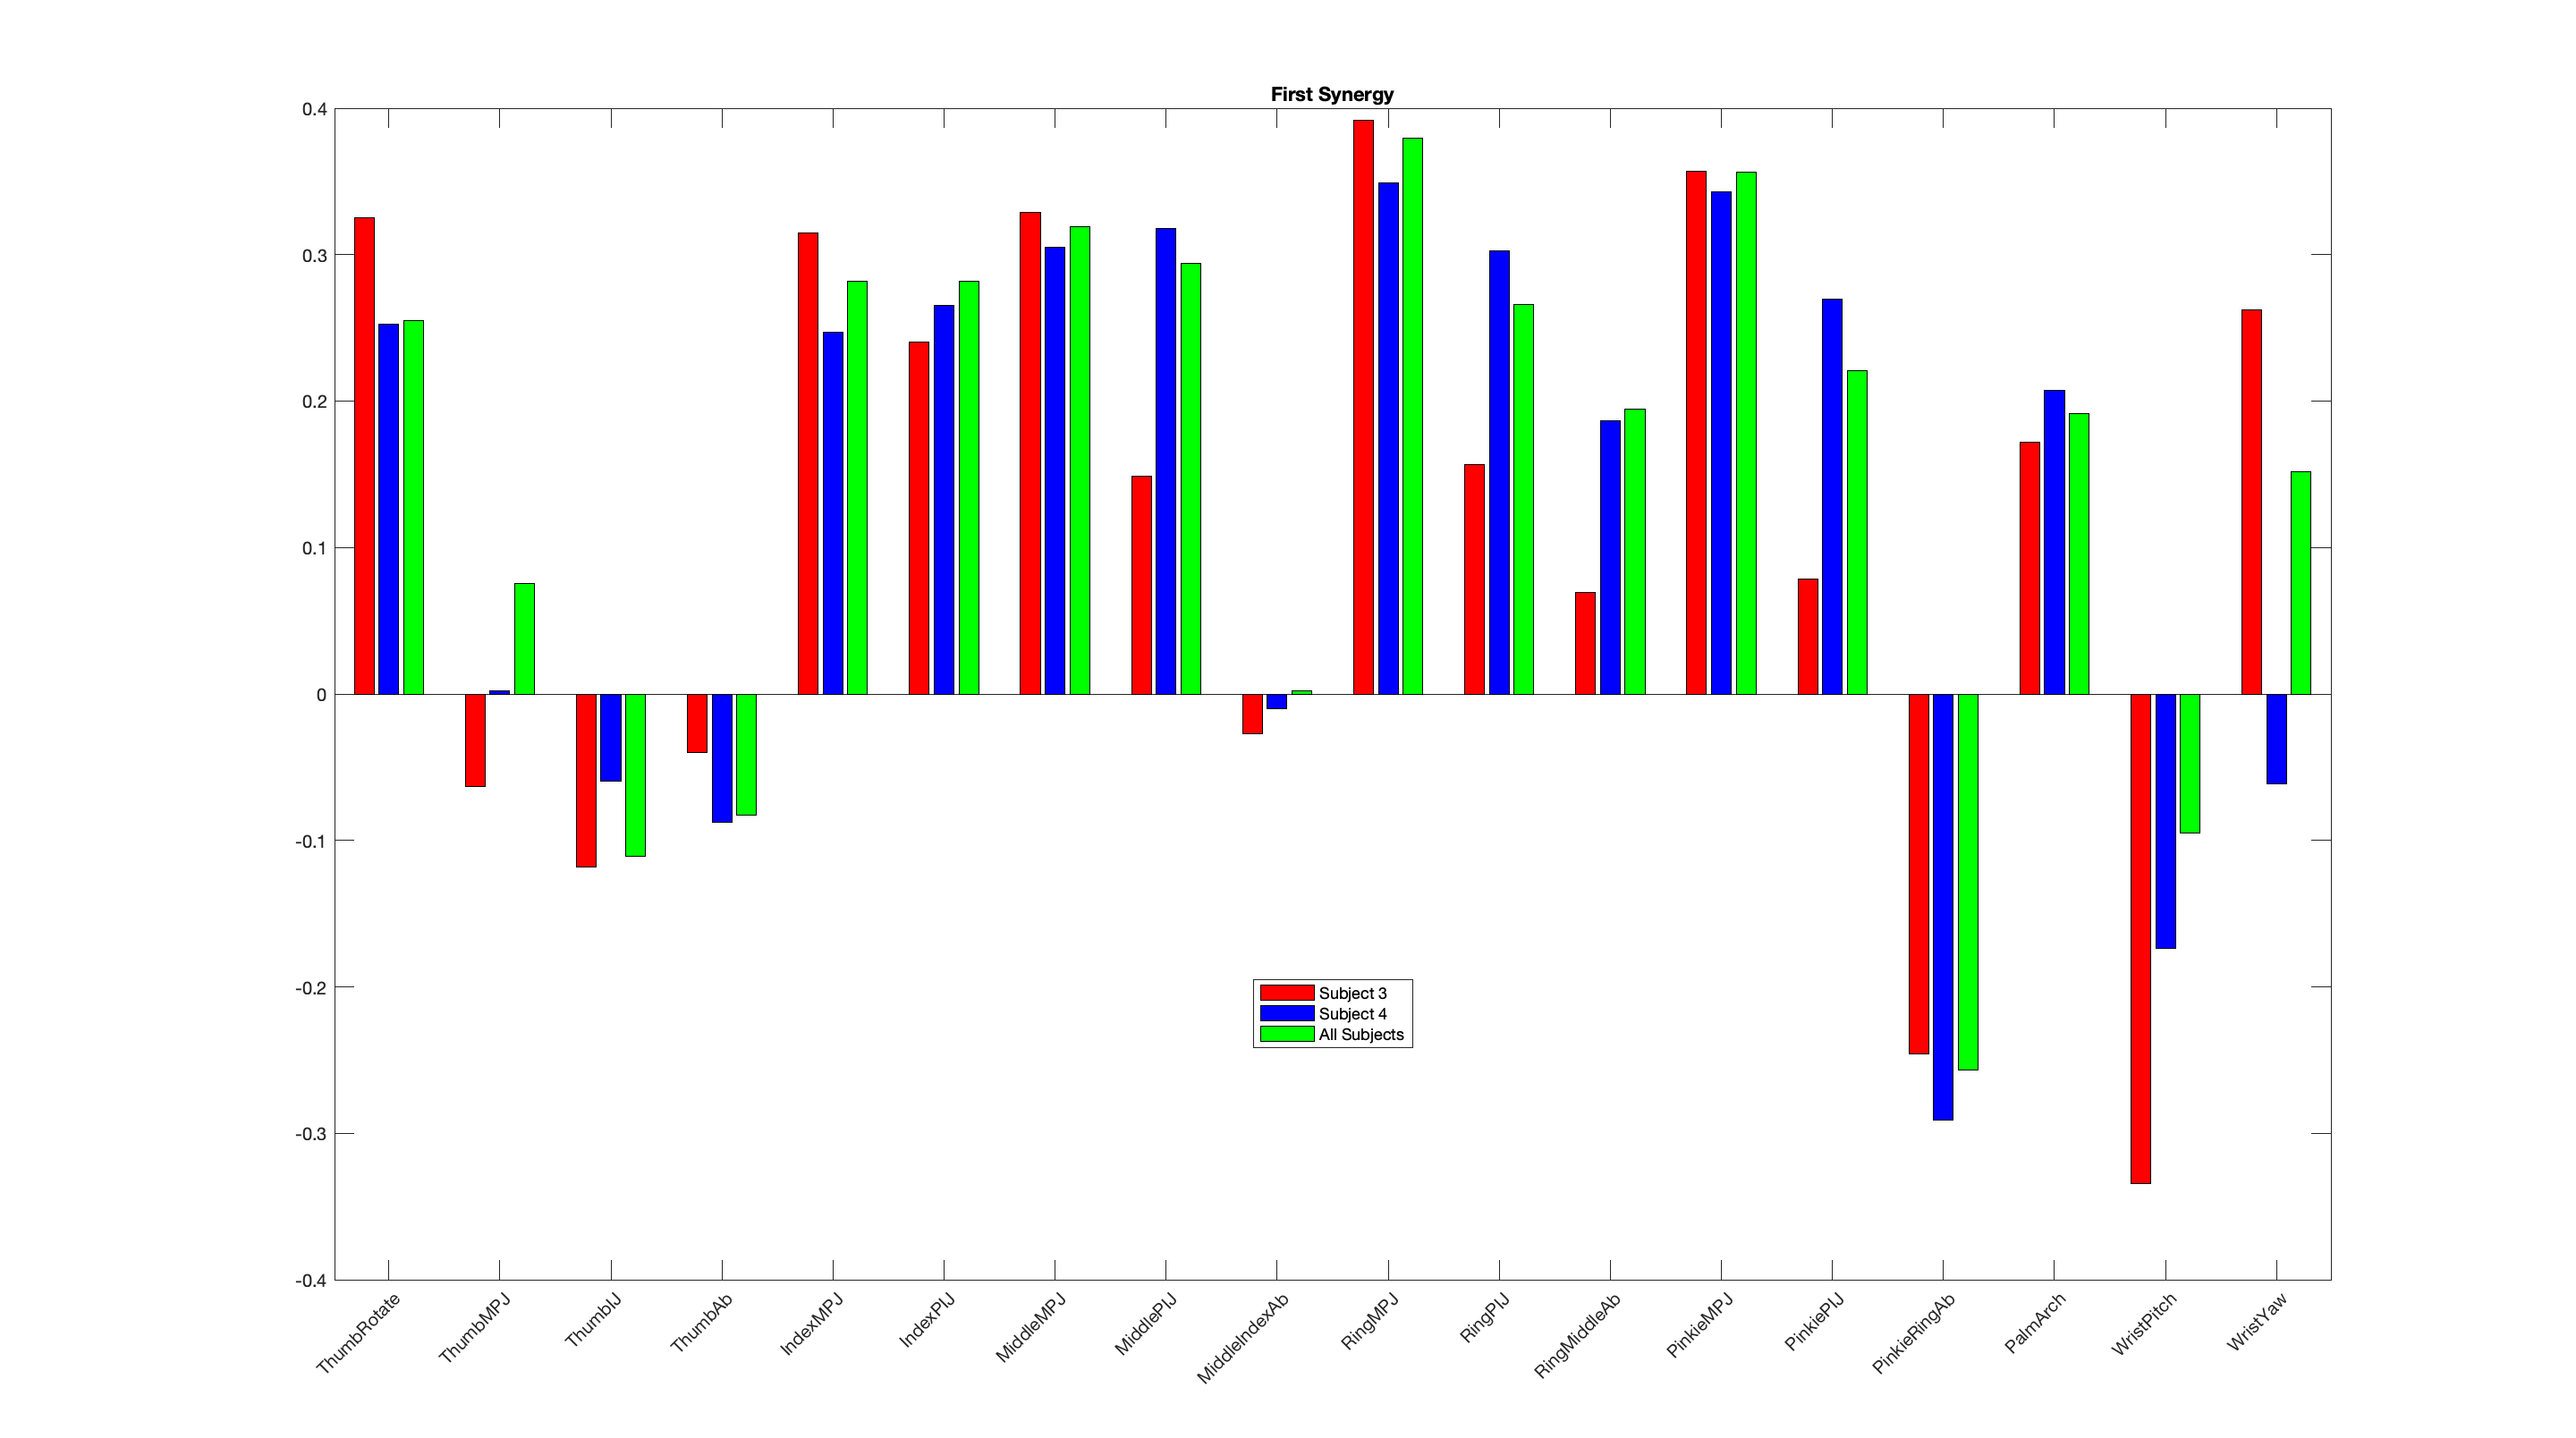 First Synergy
0.4
0.3
0.2
0.1
0
-0.1
-0.2
-0.3
-0.4
Subject 3
Subject 4
All Subjects
ThumbRotate
ThumbMPJ
ThumbIJ
ThumbAb
IndexMPJ
IndexPIJ
MiddleMPJ
MiddlePIJ
MiddleIndexAb
RingMPJ
RingPIJ
RingMiddleAb
PinkieMPJ
PinkiePIJ
PinkieRingAb
PalmArch
WristPitch
WristYaw